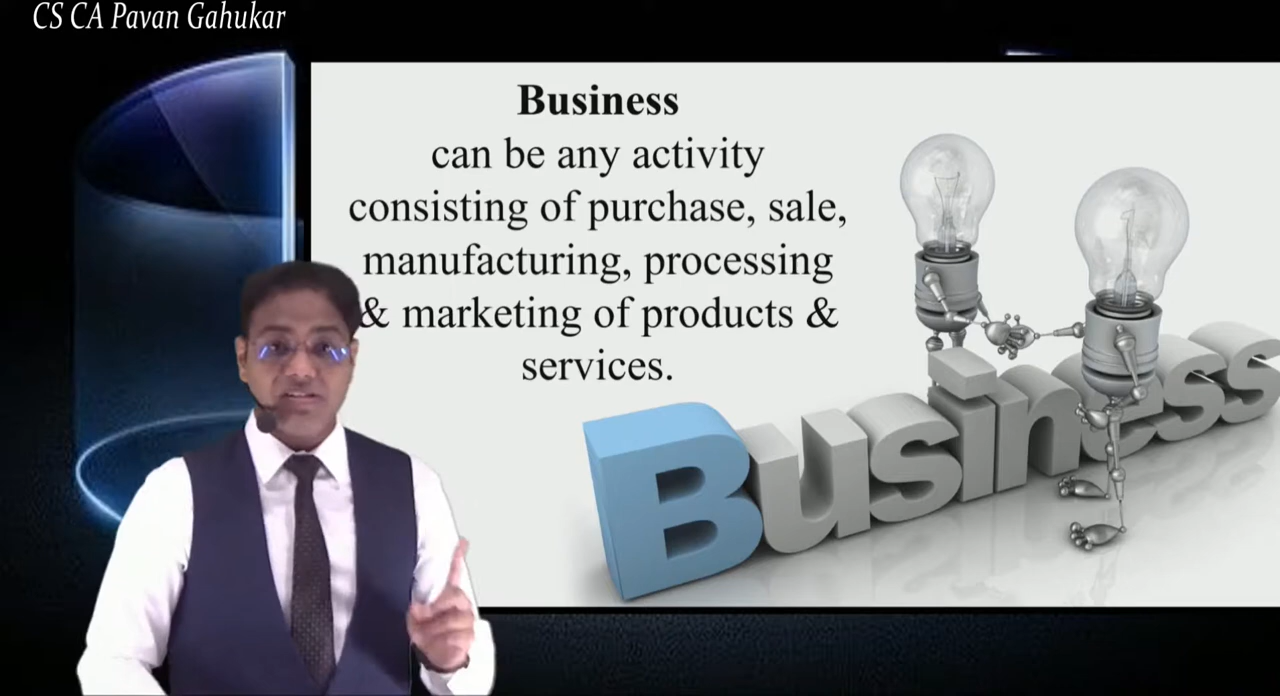 CS CA Pavan Gahukar
Business
can be any activity
consisting of purchase, sale,
manufacturing, processing
& marketing of products &
services.
Business